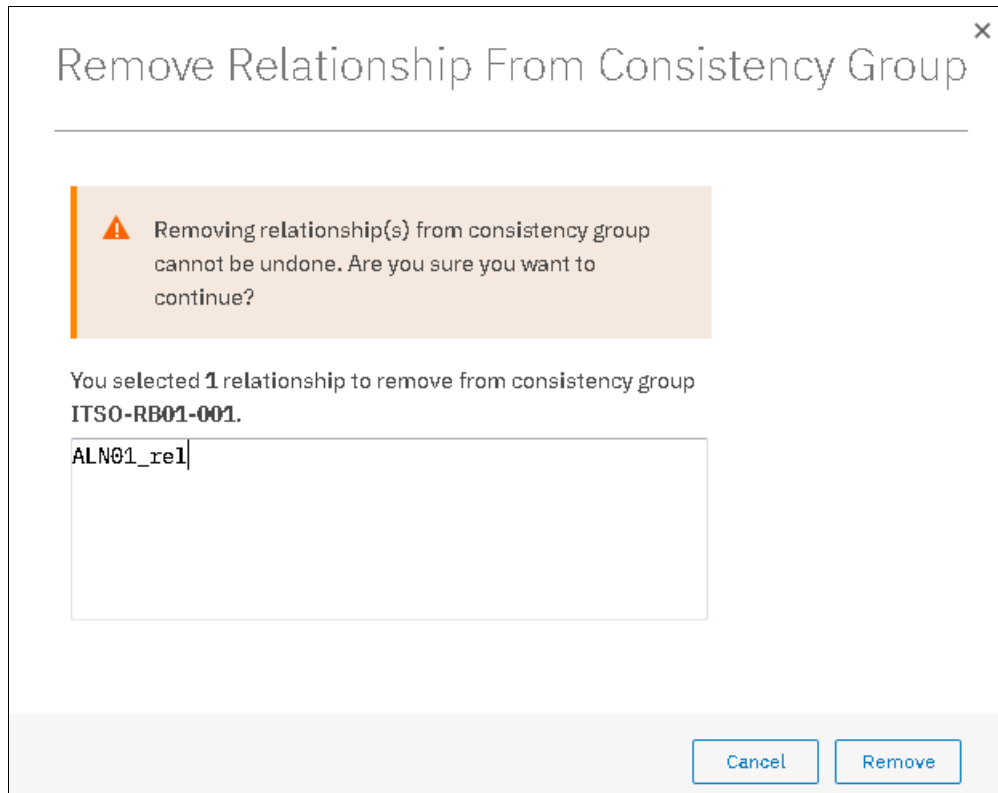 Remove Relationship From Consistency Group
Removing relationship(s) from consistency group
cannot be undone. Are you sure you want to
continue?
You selected 1 relationship to remove from consistency group
ITSO-RB01-001.
ALN01_rel
Cancel Remove